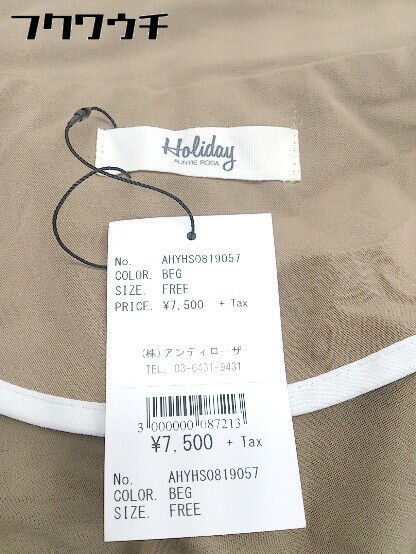 フクワウチ
Holiday
AUNTIE ROSA
No. AHYHS0819057
COLOR. BEG
SIZE. FREE
PRICE. ¥7,500 + Tax
(株)アンティローザ
TEL. 03-6431-9431
3 000000 087213
¥7,500 + Tax
No. AHYHS0819057
COLOR. BEG
SIZE. FREE